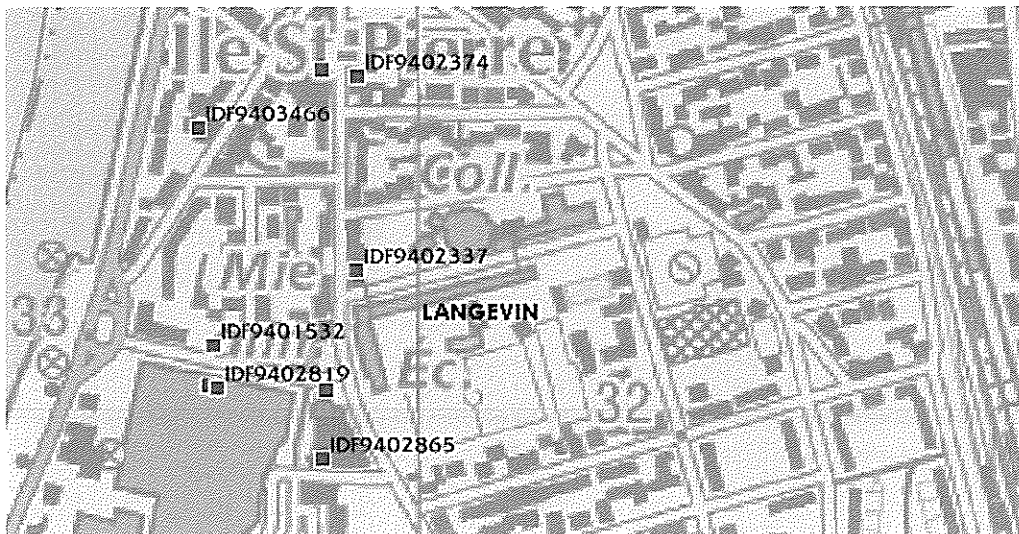 Ile St-Pierre
IDF9402374
IDF9403466
Coll.
IDF9402337
Mie
LANGEVIN
33
IDF9401532
Ec.
IDF9402819
32
IDF9402865
S